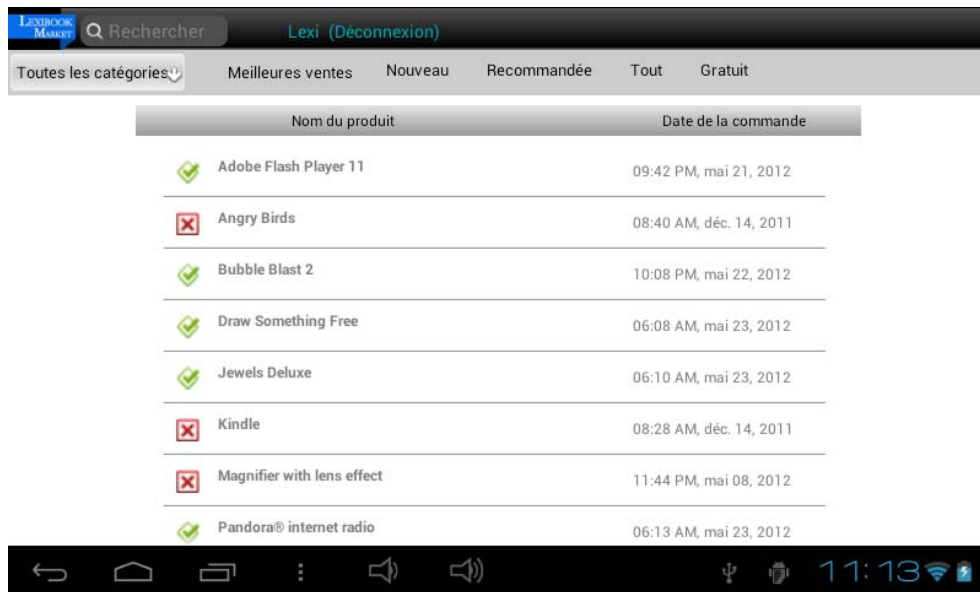 LEXIBOOK
MARKET
Rechercher
Lexi (Déconnexion)
Toutes les catégories
Meilleures ventes
Nouveau
Recommandée
Tout
Gratuit
Nom du produit
Date de la commande
Adobe Flash Player 11
09:42 PM, mai 21, 2012
Angry Birds
08:40 AM, déc. 14, 2011
Bubble Blast 2
10:08 PM, mai 22, 2012
Draw Something Free
06:08 AM, mai 23, 2012
Jewels Deluxe
06:10 AM, mai 23, 2012
Kindle
08:28 AM, déc. 14, 2011
Magnifier with lens effect
11:44 PM, mai 08, 2012
Pandora® internet radio
06:13 AM, mai 23, 2012
11:13